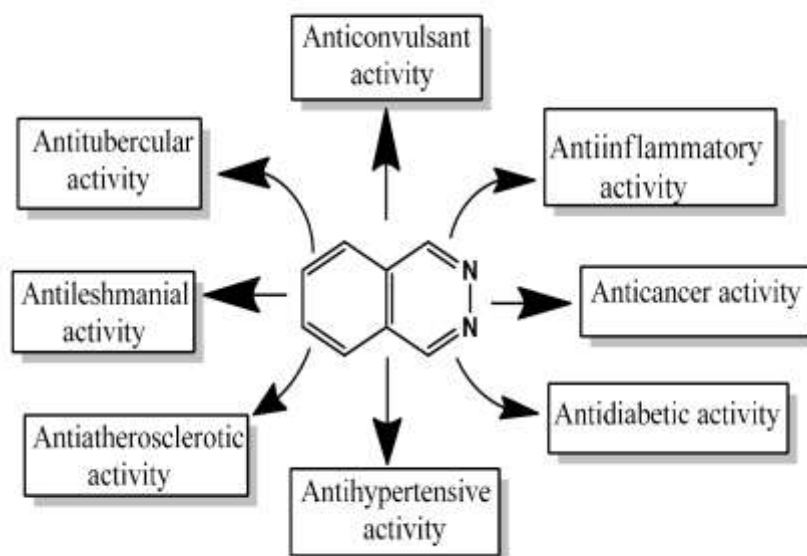 Anticonvulsant
activity
Antitubercular
activity
Antiinflammatory
activity
N
N
Antileshmanial
activity
Anticancer activity
Antiatherosclerotic
activity
Antidiabetic activity
Antihypertensive
activity